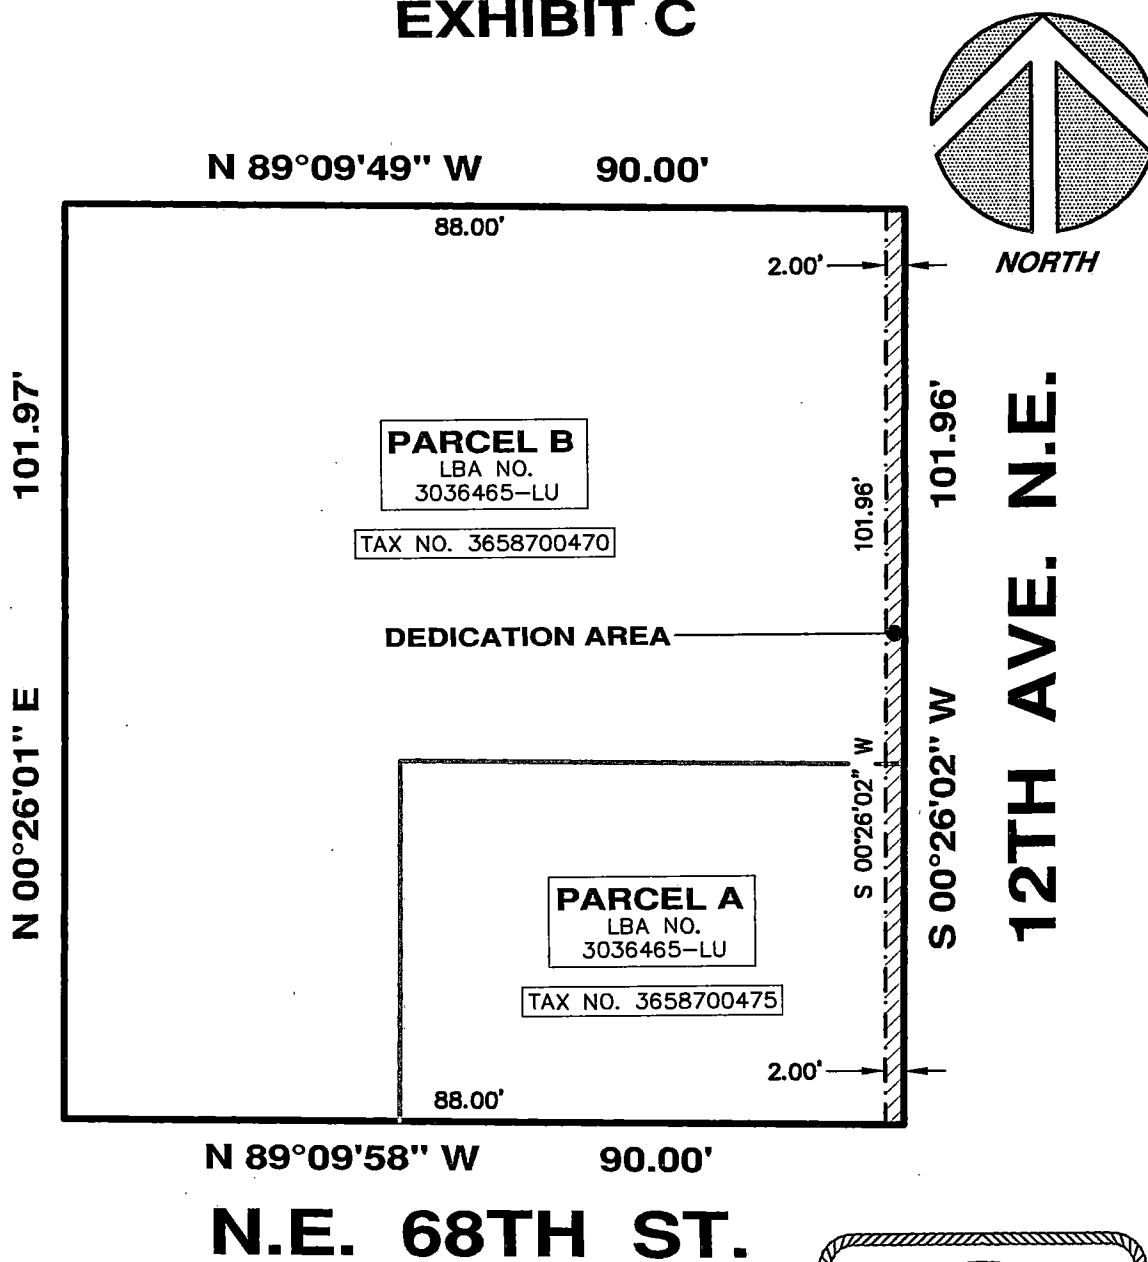 EXHIBIT C
N 89°09'49" W 90.00'
88.00'
2.00'
NORTH
101.97'
N 00°26'01" E
PARCEL B
LBA NO.
3036465-LU
TAX NO. 3658700470
101.96'
101.96'
12TH AVE. N.E.
DEDICATION AREA
S 00°26'02" W
S 00°26'02" W
PARCEL A
LBA NO.
3036465-LU
TAX NO. 3658700475
2.00'
88.00'
N 89°09'58" W 90.00'
N.E. 68TH ST.